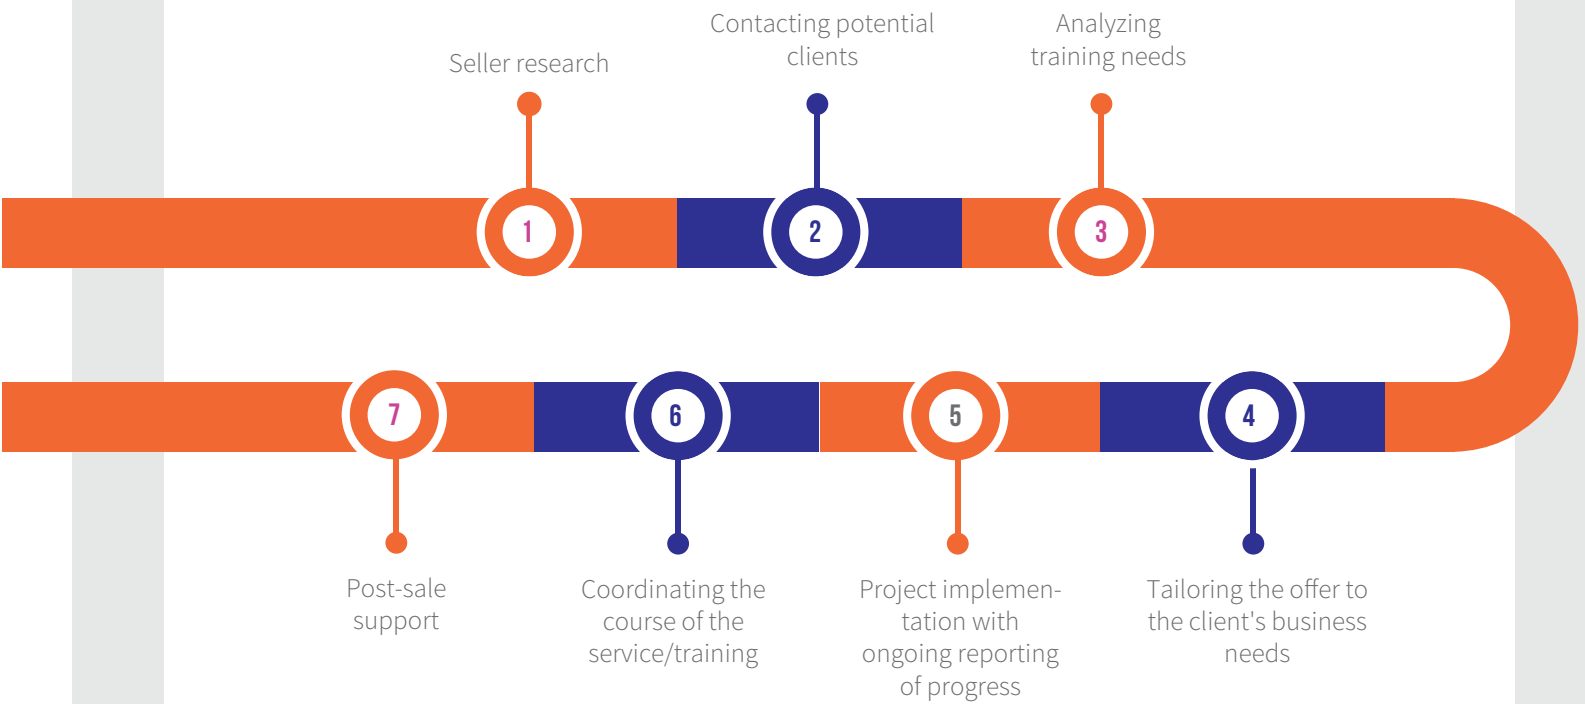 Seller research
Contacting potential
clients
Analyzing
training needs
1
2
3
7
6
5
4
Post-sale
support
Coordinating the
course of the
service/training
Project implemen-
tation with
ongoing reporting
of progress
Tailoring the offer to
the client's business
needs